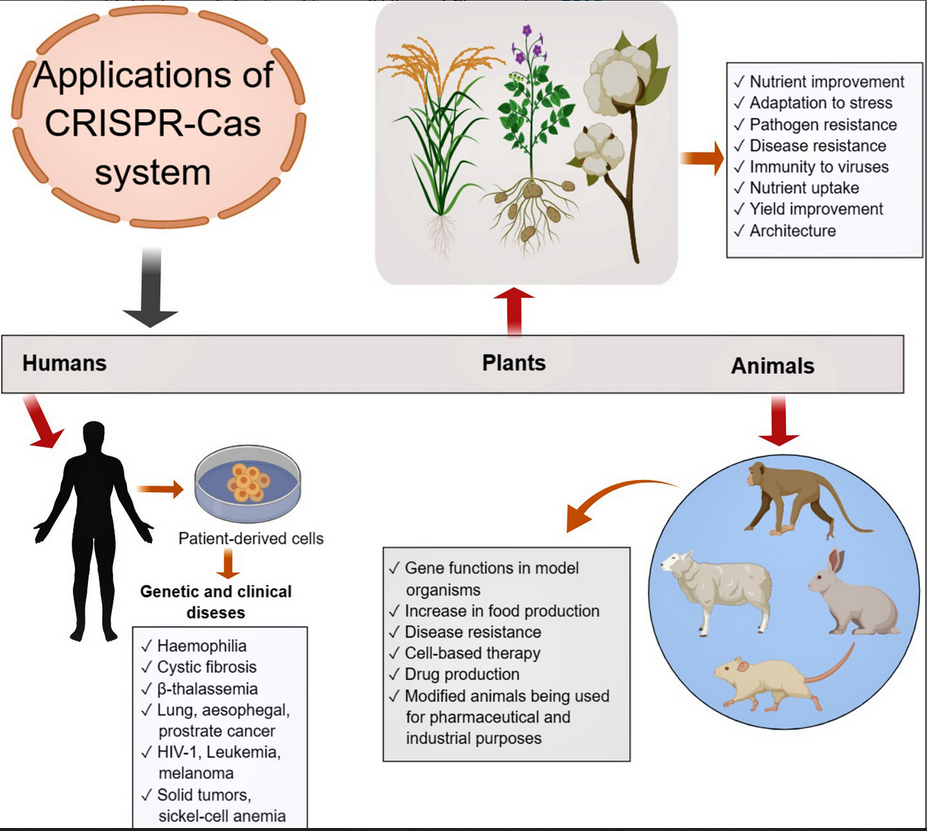 Applications of
CRISPR-Cas
system
✓ Nutrient improvement
✓ Adaptation to stress
✓ Pathogen resistance
✓ Disease resistance
✓ Immunity to viruses
✓ Nutrient uptake
✓ Yield improvement
✓ Architecture
Humans
Plants
Animals
Patient-derived cells
Genetic and clinical
diseses
✓ Haemophilia
✓ Cystic fibrosis
✓ β-thalassemia
✓ Lung, aesophegal,
prostrate cancer
✓ HIV-1, Leukemia,
melanoma
✓ Solid tumors,
sickel-cell anemia
✓ Gene functions in model
organisms
✓ Increase in food production
✓ Disease resistance
✓ Cell-based therapy
✓ Drug production
✓ Modified animals being used
for pharmaceutical and
industrial purposes